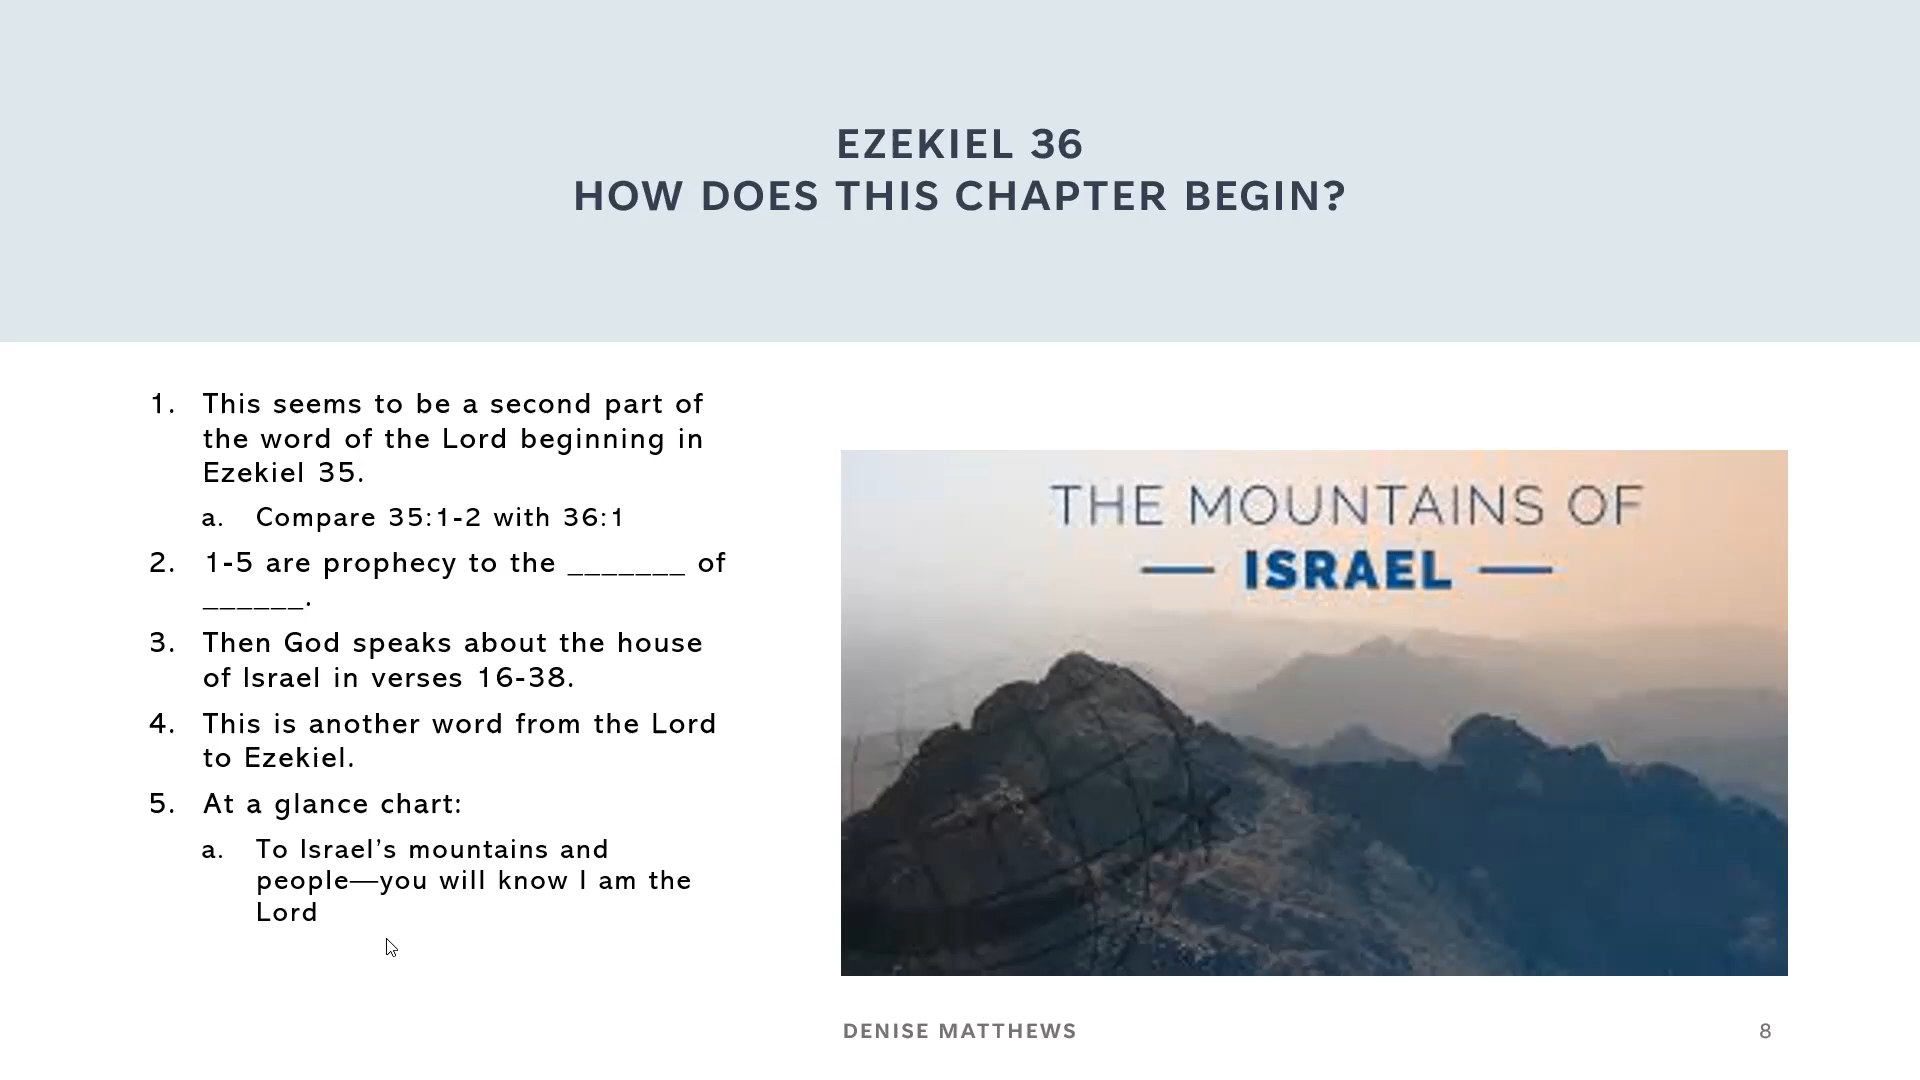 EZEKIEL 36
HOW DOES THIS CHAPTER BEGIN?
1. This seems to be a second part of
the word of the Lord beginning in
Ezekiel 35.
a. Compare 35:1-2 with 36:1
2. 1-5 are prophecy to the _______ of
______.
3. Then God speaks about the house
of Israel in verses 16-38.
4. This is another word from the Lord
to Ezekiel.
5. At a glance chart:
a. To Israel’s mountains and
people—you will know I am the
Lord
THE MOUNTAINS OF
ISRAEL
DENISE MATTHEWS
8